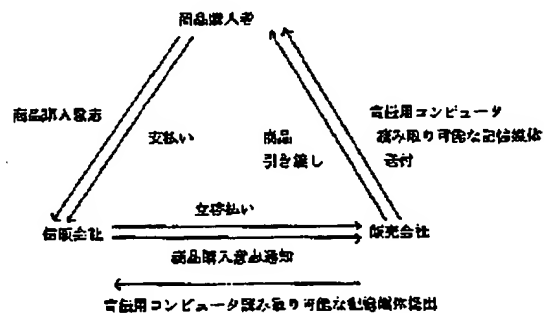 商品購入者
商品購入意志
支払い
商品
引き渡し
宣伝用コンピュータ
読み取り可能な記憶媒体
送付
立替払い
信販会社
販売会社
商品購入意志通知
宣伝用コンピュータ読み取り可能な記憶媒体提出